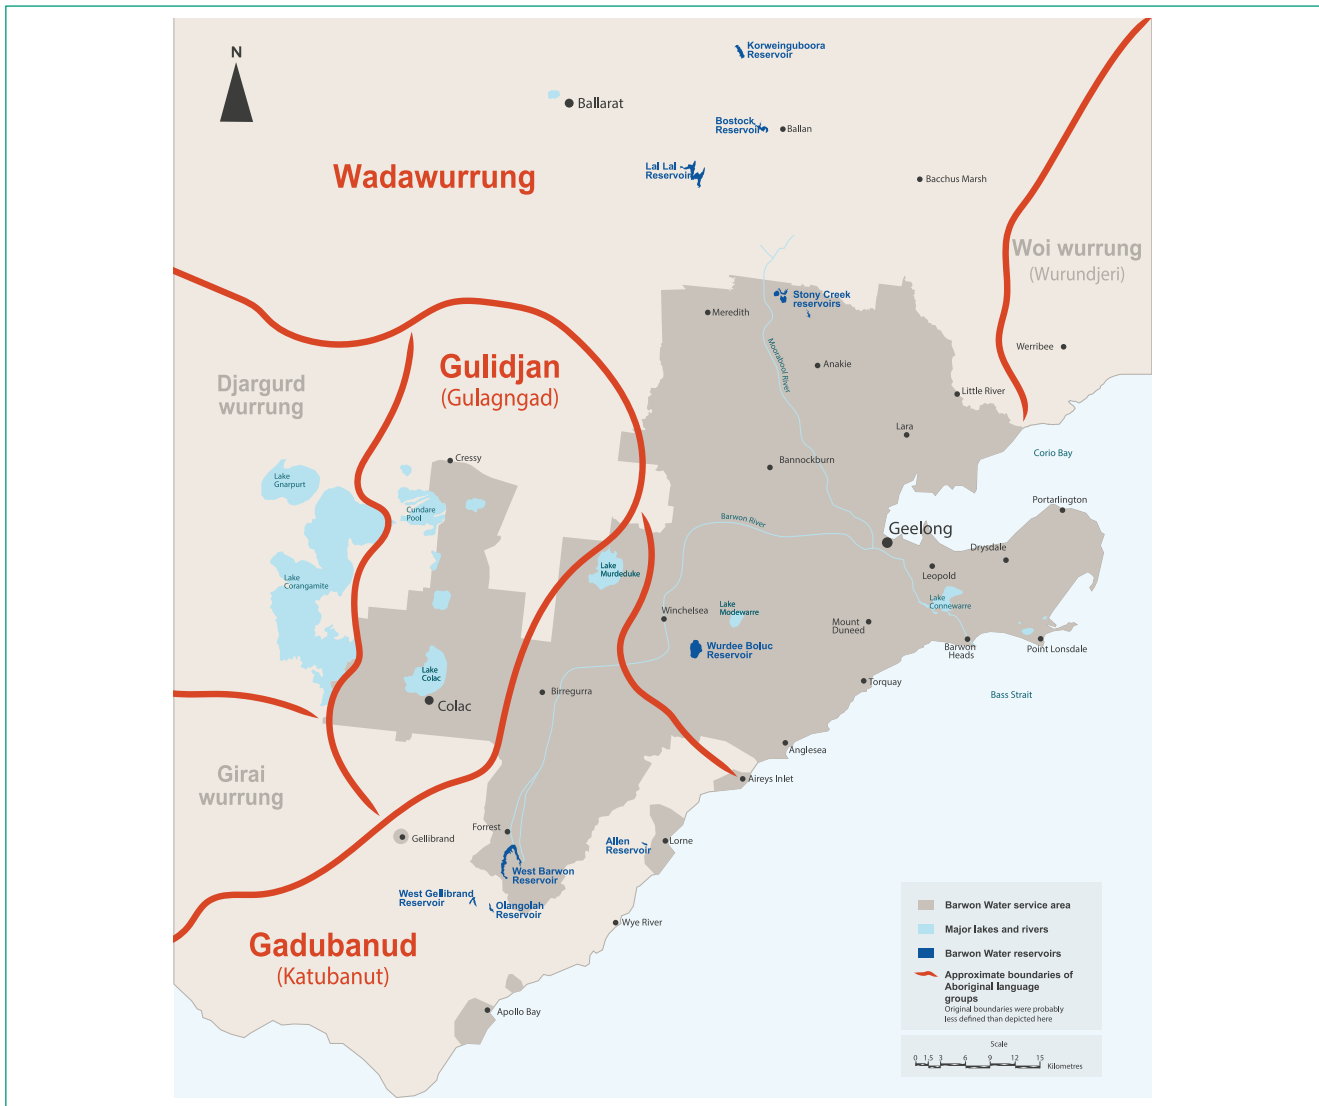 N
Korweinguboora
Reservoir
Ballarat
Bostock
Reservoir
Ballan
Lal Lal
Reservoir
Wadawurrung
Bacchus Marsh
Woi wurrung
(Wurundjeri)
Stony Creek
reservoirs
Meredith
Moorabool River
Werribee
Anakie
Gulidjan
(Gulagngad)
Djargurd
wurrung
Little River
Lara
Corio Bay
Cressy
Bannockburn
Lake
Gnarpurt
Portarlington
Cundare
Pool
Barwon River
Geelong
Drysdale
Lake
Murdeduke
Leopold
Lake
Corangamite
Lake
Connewarre
Winchelsea
Lake
Modewarre
Mount
Duneed
Wurdee Boluc
Reservoir
Barwon
Heads
Point Lonsdale
Lake
Colac
Torquay
Birregurra
Bass Strait
Colac
Anglesea
Girai
wurrung
Aireys Inlet
Forrest
Gellibrand
Allen
Reservoir
Lorne
West Barwon
Reservoir
West Gellibrand
Reservoir
Olangolah
Reservoir
Wye River
Gadubanud
(Katubanut)
Apollo Bay
Barwon Water service area
Major lakes and rivers
Barwon Water reservoirs
Approximate boundaries of
Aboriginal language
groups
Original boundaries were probably
less defined than depicted here
Scale
0 1.5 3 6 9 12 15
Kilometres